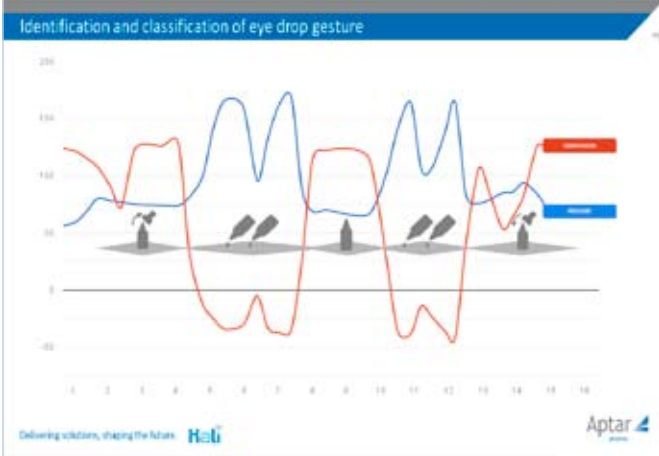 Identification and classification of eye drop gesture
200
150
100
50
0
-50
1 2 3 4 5 6 7 8 9 10 11 12 13 14 15 16
Delivering solutions, shaping the future.
Kali
Aptar
pharma